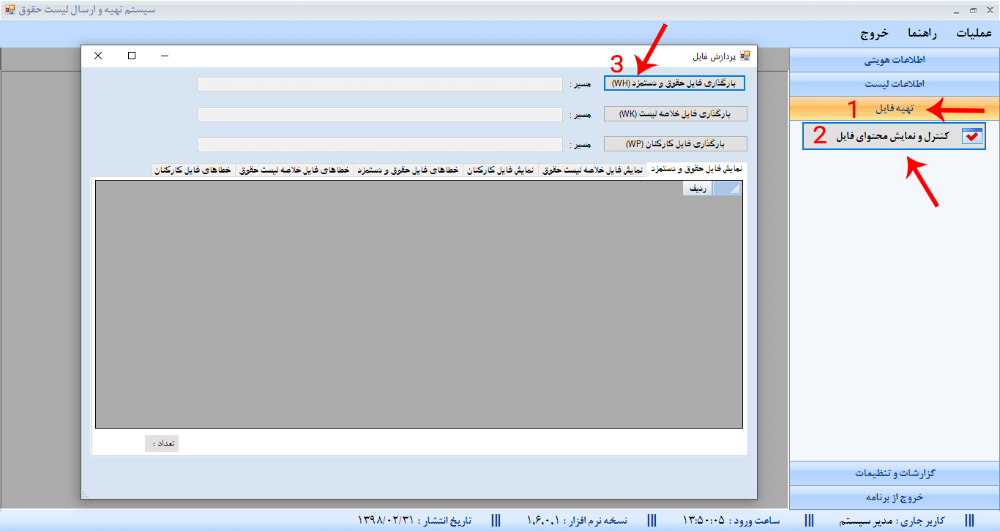 سیستم تهیه و ارسال لیست حقوق
عملیات راهنما خروج
اطلاعات هویتی
اطلاعات لیست
تهیه فایل 1
2 کنترل و نمایش محتوای فایل
پردازش فایل
3
بارگذاری فایل حقوق و دستمزد (WH) مسیر :
بارگذاری فایل خلاصه لیست (WK) مسیر :
بارگذاری فایل کارکنان (WP) مسیر :
نمایش فایل حقوق و دستمزد نمایش فایل خلاصه لیست حقوق نمایش فایل کارکنان خطاهای فایل حقوق و دستمزد خطاهای فایل خلاصه لیست حقوق خطاهای فایل کارکنان
ردیف
تعداد :
گزارشات و تنظیمات
خروج از برنامه
||| کاربر جاری : مدیر سیستم ||| ساعت ورود : ۱۳:۵۰:۰۵ ||| نسخه نرم افزار : ۱,۶,۰,۱ ||| تاریخ انتشار : ۱۳۹۸/۰۲/۳۱